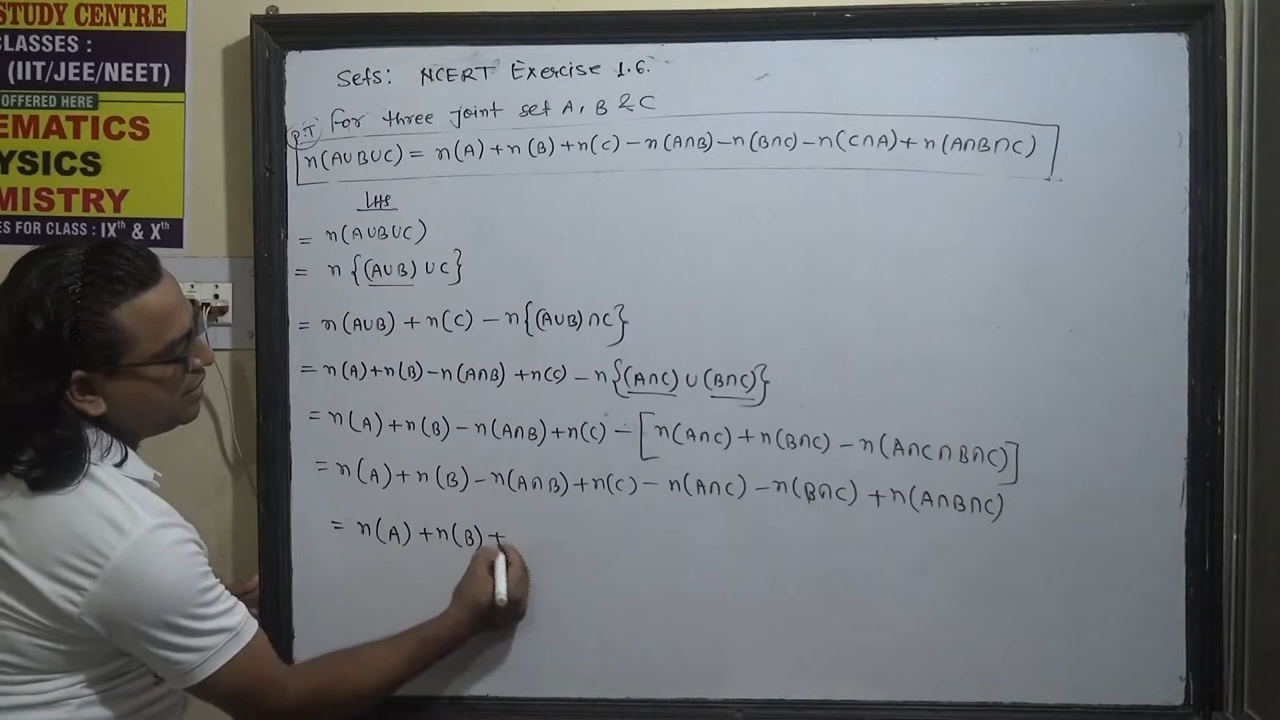 STUDY CENTRE
CLASSES :
(IIT/JEE/NEET)
OFFERED HERE
EMATICS
YSICS
MISTRY
ES FOR CLASS : IXth & Xth
Sets: NCERT Exercise 1.6.
P.T for three joint set A, B & C
n(A∪B∪C) = n(A) + n(B) + n(C) - n(A∩B) - n(B∩C) - n(C∩A) + n(A∩B∩C)
LHS
= n(A∪B∪C)
= n{(A∪B) ∪ C}
= n(A∪B) + n(C) - n{(A∪B)∩C}
= n(A)+n(B)-n(A∩B) +n(C) - n{(A∩C) ∪ (B∩C)}
= n(A)+n(B) - n(A∩B)+n(C) - [n(A∩C)+n(B∩C) - n(A∩C∩B∩C)]
= n(A)+n(B) - n(A∩B)+n(C) - n(A∩C) - n(B∩C) + n(A∩B∩C)
= n(A) +n(B) +